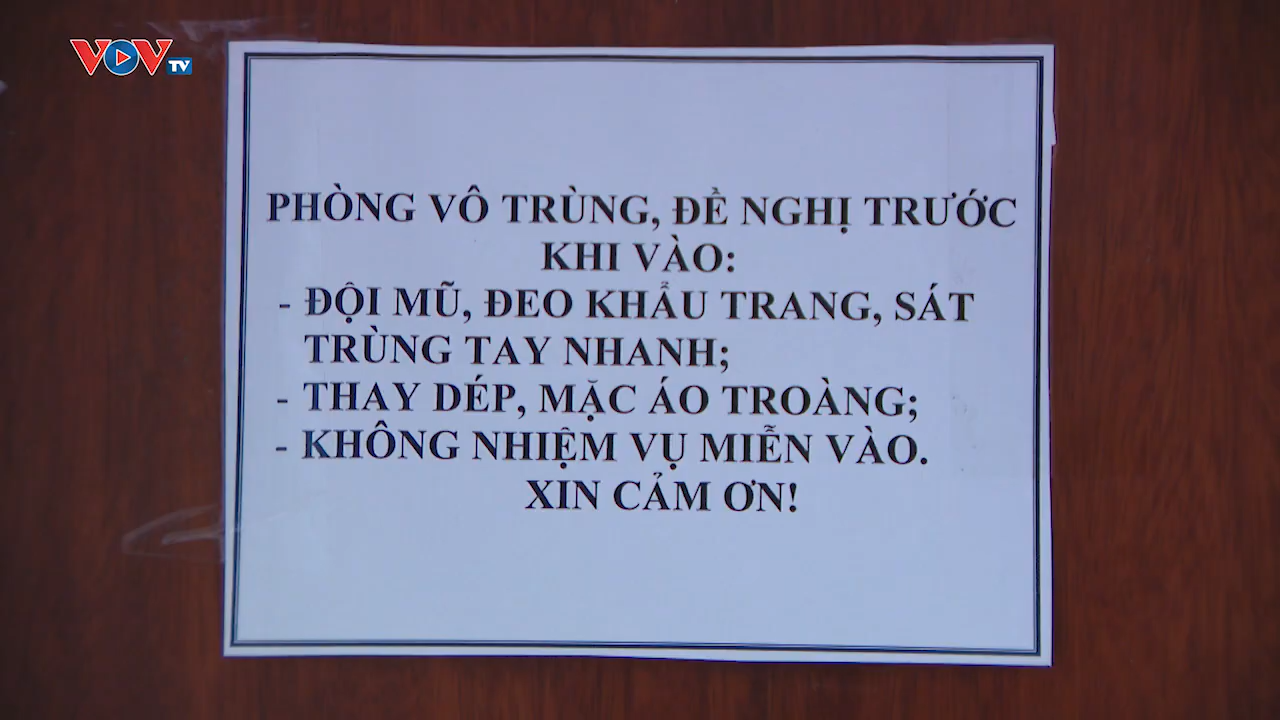 VOV TV
PHÒNG VÔ TRÙNG, ĐỀ NGHỊ TRƯỚC
KHI VÀO:
- ĐỘI MŨ, ĐEO KHẨU TRANG, SÁT
TRÙNG TAY NHANH;
- THAY DÉP, MẶC ÁO TROÀNG;
- KHÔNG NHIỆM VỤ MIỄN VÀO.
XIN CẢM ƠN!